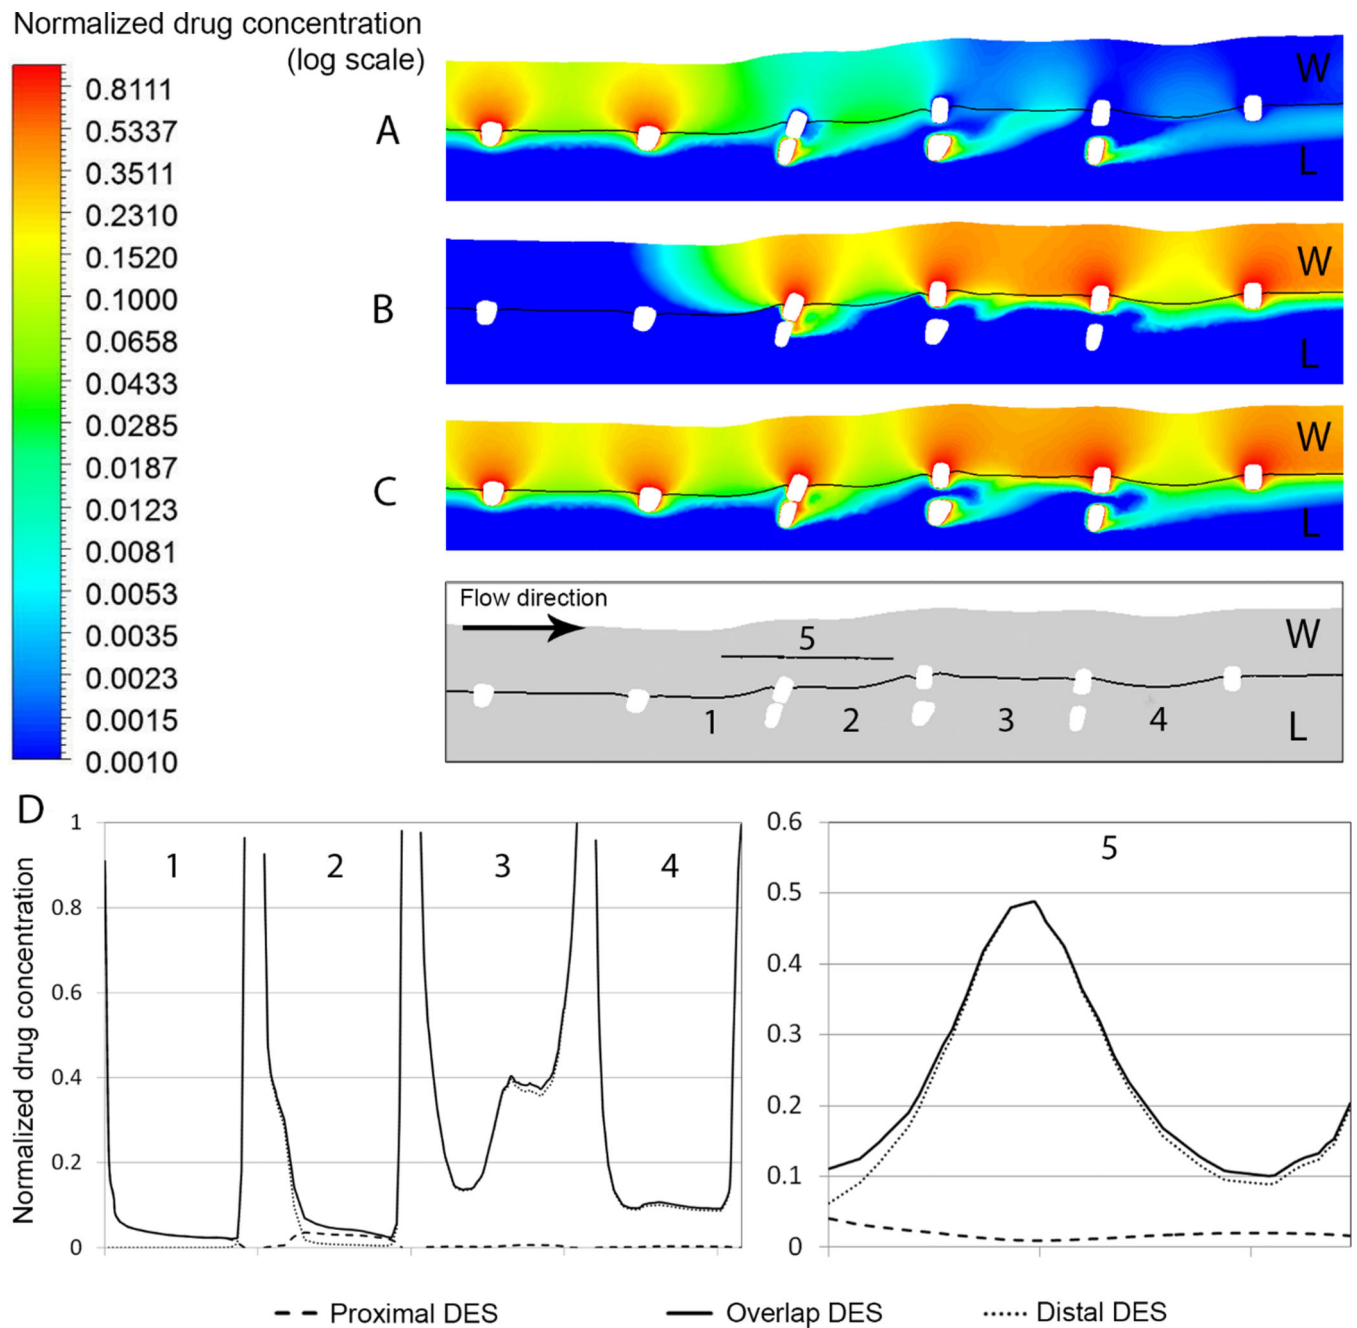 Normalized drug concentration
(log scale)
0.8111
0.5337
0.3511
0.2310
0.1520
0.1000
0.0658
0.0433
0.0285
0.0187
0.0123
0.0081
0.0053
0.0035
0.0023
0.0015
0.0010
A
W
L
B
W
L
C
W
L
Flow direction
5
W
1
2
3
4
L
D
Normalized drug concentration
1
0.8
0.6
0.4
0.2
0
1
2
3
4
0.6
0.5
0.4
0.3
0.2
0.1
0
5
Proximal DES
Overlap DES
Distal DES